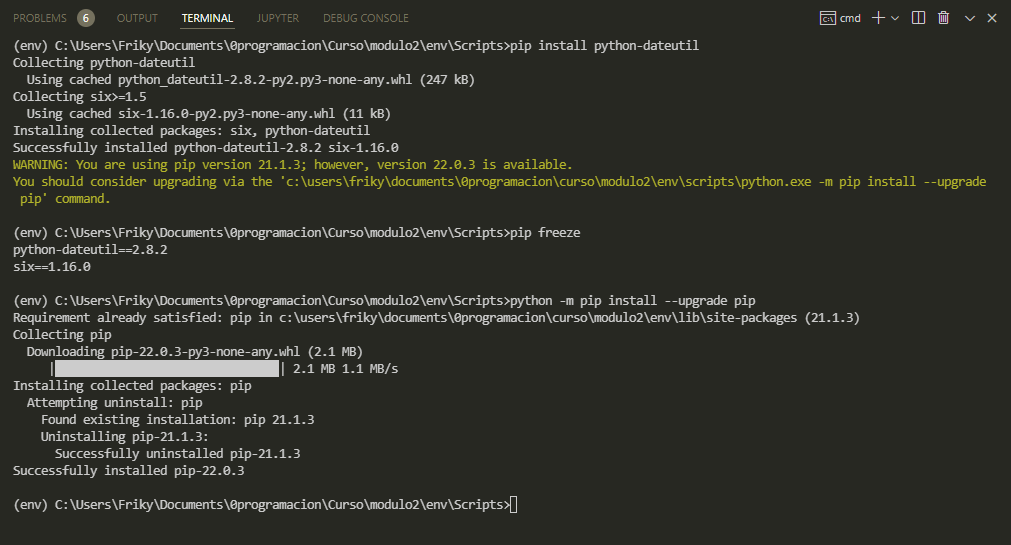 PROBLEMS 6 OUTPUT TERMINAL JUPYTER DEBUG CONSOLE cmd
(env) C:\Users\Friky\Documents\0programacion\Curso\modulo2\env\Scripts>pip install python-dateutil
Collecting python-dateutil
  Using cached python_dateutil-2.8.2-py2.py3-none-any.whl (247 kB)
Collecting six>=1.5
  Using cached six-1.16.0-py2.py3-none-any.whl (11 kB)
Installing collected packages: six, python-dateutil
Successfully installed python-dateutil-2.8.2 six-1.16.0
WARNING: You are using pip version 21.1.3; however, version 22.0.3 is available.
You should consider upgrading via the 'c:\users\friky\documents\0programacion\curso\modulo2\env\scripts\python.exe -m pip install --upgrade
 pip' command.
(env) C:\Users\Friky\Documents\0programacion\Curso\modulo2\env\Scripts>pip freeze
python-dateutil==2.8.2
six==1.16.0
(env) C:\Users\Friky\Documents\0programacion\Curso\modulo2\env\Scripts>python -m pip install --upgrade pip
Requirement already satisfied: pip in c:\users\friky\documents\0programacion\curso\modulo2\env\lib\site-packages (21.1.3)
Collecting pip
  Downloading pip-22.0.3-py3-none-any.whl (2.1 MB)
     |████████████████████████████████| 2.1 MB 1.1 MB/s
Installing collected packages: pip
  Attempting uninstall: pip
    Found existing installation: pip 21.1.3
    Uninstalling pip-21.1.3:
      Successfully uninstalled pip-21.1.3
Successfully installed pip-22.0.3
(env) C:\Users\Friky\Documents\0programacion\Curso\modulo2\env\Scripts>